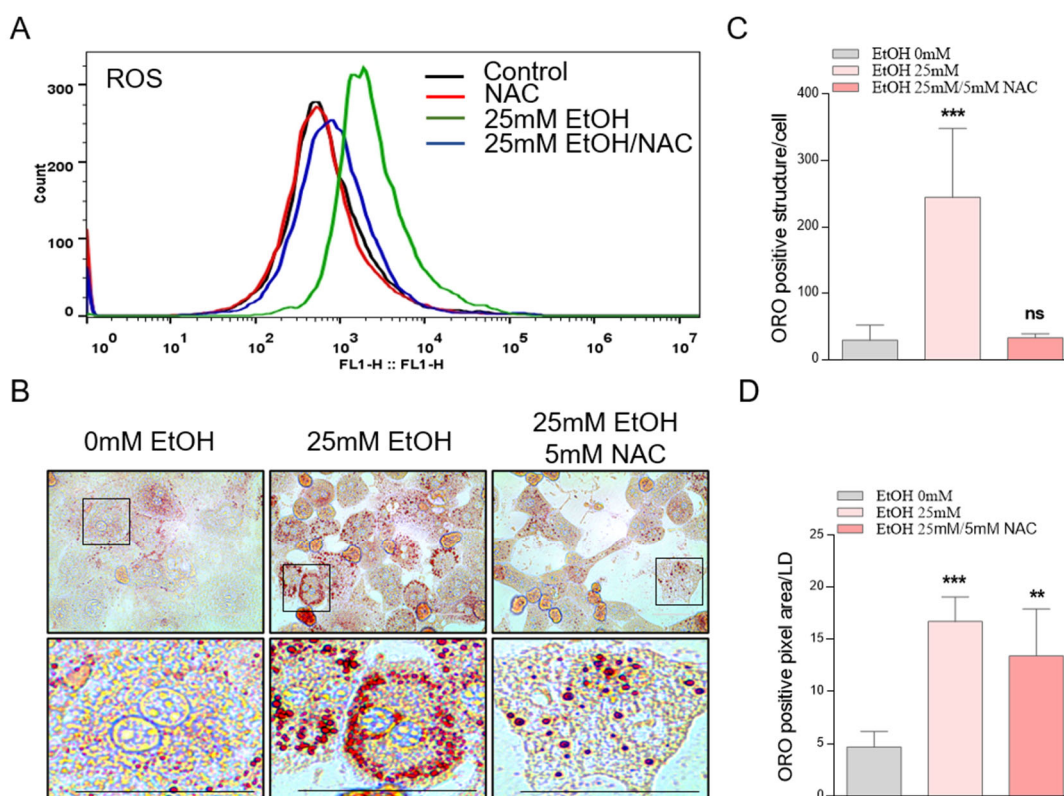 A
ROS
Control
NAC
25mM EtOH
25mM EtOH/NAC
300
200
100
0
Count
10^0 10^1 10^2 10^3 10^4 10^5 10^6 10^7
FL1-H :: FL1-H
B
0mM EtOH
25mM EtOH
25mM EtOH
5mM NAC
C
EtOH 0mM
EtOH 25mM
EtOH 25mM/5mM NAC
400
300
200
100
0
ORO positive structure/cell
***
ns
D
EtOH 0mM
EtOH 25mM
EtOH 25mM/5mM NAC
25
20
15
10
5
0
ORO positive pixel area/LD
***
**